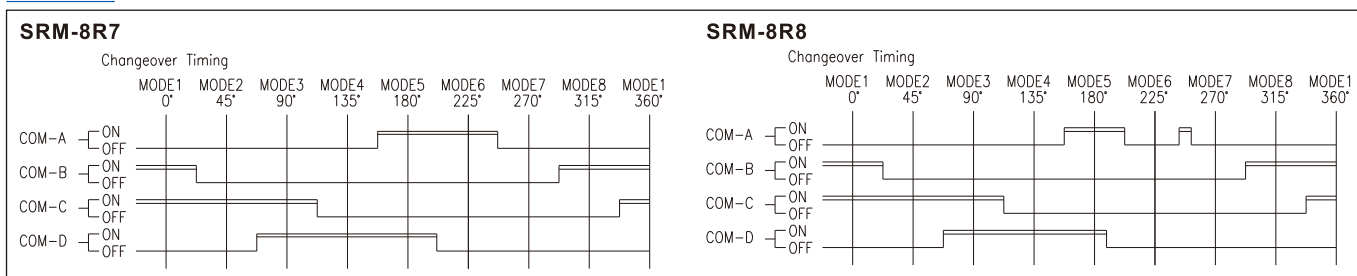 SRM-8R7
Changeover Timing
MODE1 MODE2 MODE3 MODE4 MODE5 MODE6 MODE7 MODE8 MODE1
0° 45° 90° 135° 180° 225° 270° 315° 360°
COM-A ON
OFF
COM-B ON
OFF
COM-C ON
OFF
COM-D ON
OFF
SRM-8R8
Changeover Timing
MODE1 MODE2 MODE3 MODE4 MODE5 MODE6 MODE7 MODE8 MODE1
0° 45° 90° 135° 180° 225° 270° 315° 360°
COM-A ON
OFF
COM-B ON
OFF
COM-C ON
OFF
COM-D ON
OFF